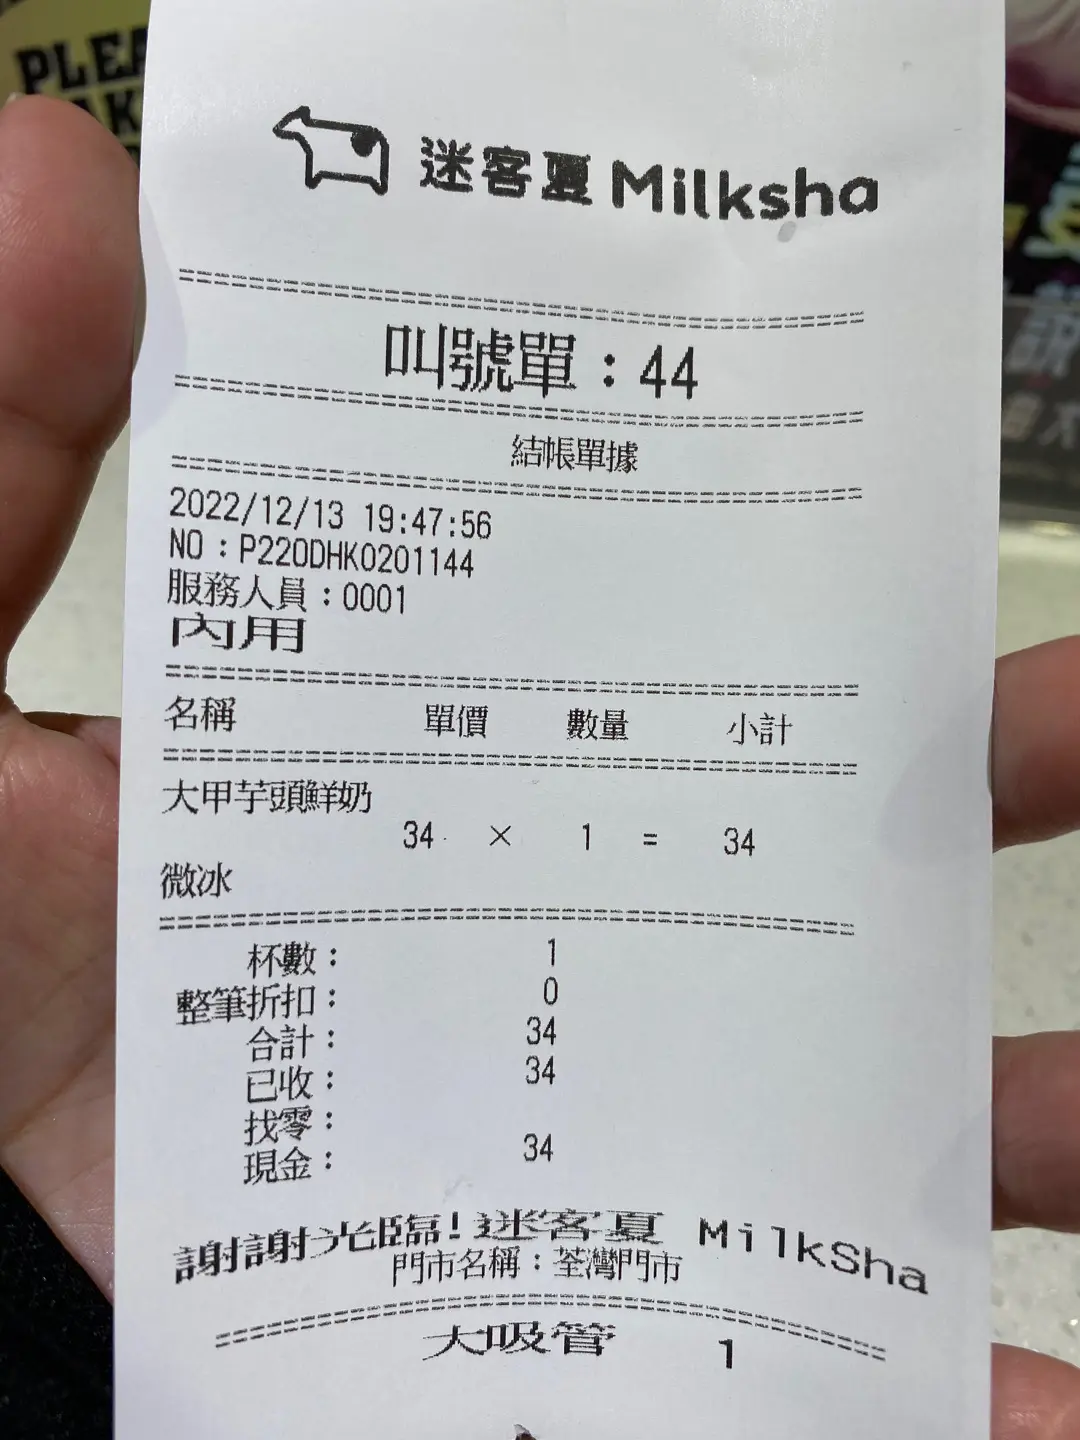 PLEA
AK
迷客夏 Milksha
叫號單：44
結帳單據
2022/12/13 19:47:56
NO：P220DHK0201144
服務人員：0001
內用
名稱 單價 數量 小計
大甲芋頭鮮奶
34 × 1 = 34
微冰
杯數： 1
整筆折扣： 0
合計： 34
已收： 34
找零：
現金： 34
謝謝光臨!迷客夏 MilkSha
門市名稱：荃灣門市
大吸管 1